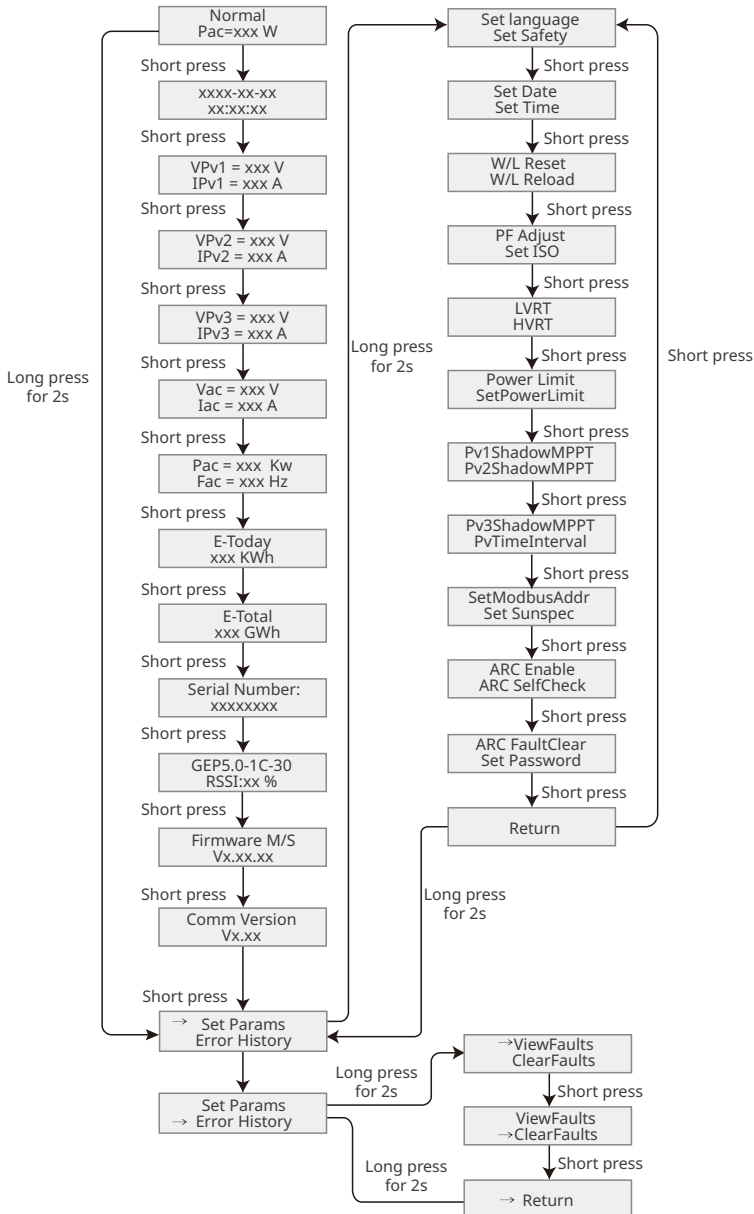 Normal
Pac=xxx W
Short press
xxxx-xx-xx
xx:xx:xx
Short press
VPv1 = xxx V
IPv1 = xxx A
Short press
VPv2 = xxx V
IPv2 = xxx A
Short press
VPv3 = xxx V
IPv3 = xxx A
Short press
Vac = xxx V
Iac = xxx A
Short press
Pac = xxx  Kw
Fac = xxx Hz
Short press
E-Today
xxx KWh
Short press
E-Total
xxx GWh
Short press
Serial Number:
xxxxxxxx
Short press
GEP5.0-1C-30
RSSI:xx %
Short press
Firmware M/S
Vx.xx.xx
Short press
Comm Version
Vx.xx
Short press
→ Set Params
Error History
Set Params
→ Error History
Long press
for 2s
Long press
for 2s
Set language
Set Safety
Short press
Set Date
Set Time
Short press
W/L Reset
W/L Reload
Short press
PF Adjust
Set ISO
Short press
LVRT
HVRT
Short press
Power Limit
SetPowerLimit
Short press
Pv1ShadowMPPT
Pv2ShadowMPPT
Short press
Pv3ShadowMPPT
PvTimeInterval
Short press
SetModbusAddr
Set Sunspec
Short press
ARC Enable
ARC SelfCheck
Short press
ARC FaultClear
Set Password
Short press
Return
Short press
Long press
for 2s
Long press
for 2s
→ViewFaults
ClearFaults
Short press
ViewFaults
→ClearFaults
Short press
→ Return
Long press
for 2s